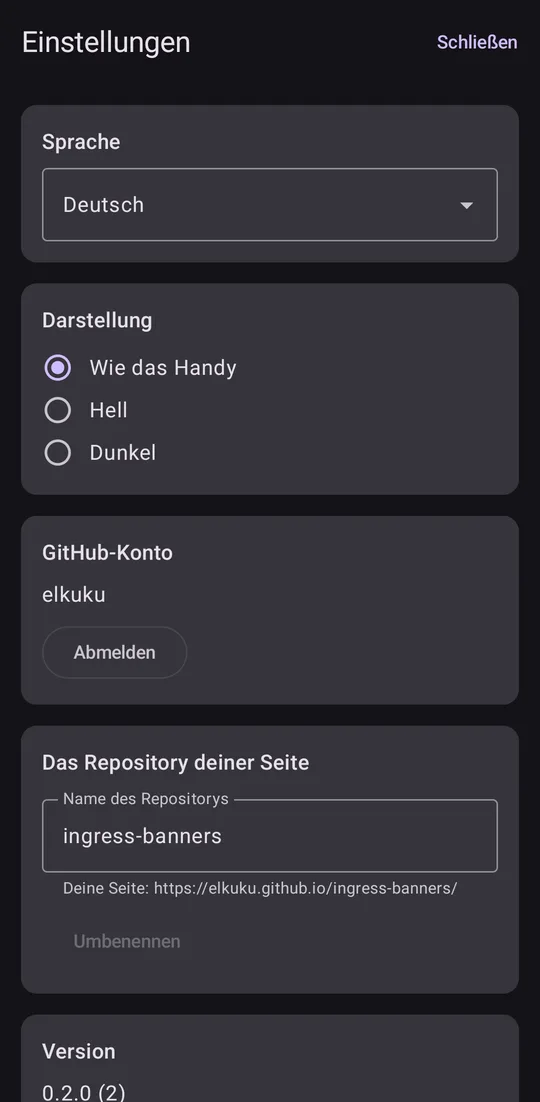 Einstellungen
Schließen
Sprache
Deutsch
Darstellung
Wie das Handy
Hell
Dunkel
GitHub-Konto
elkuku
Abmelden
Das Repository deiner Seite
Name des Repositorys
ingress-banners
Deine Seite: https://elkuku.github.io/ingress-banners/
Umbenennen
Version
0.2.0 (2)